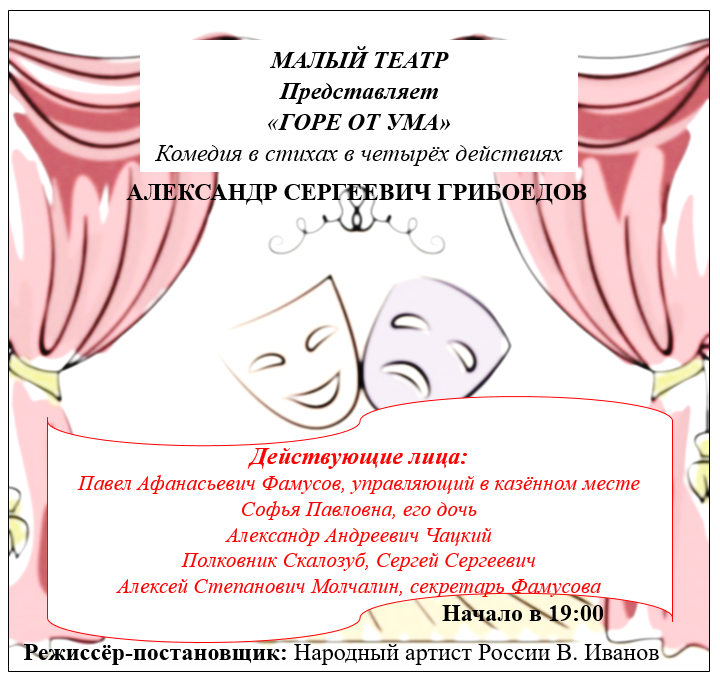 МАЛЫЙ ТЕАТР
Представляет
«ГОРЕ ОТ УМА»
Комедия в стихах в четырёх действиях
АЛЕКСАНДР СЕРГЕЕВИЧ ГРИБОЕДОВ
Действующие лица:
Павел Афанасьевич Фамусов, управляющий в казённом месте
Софья Павловна, его дочь
Александр Андреевич Чацкий
Полковник Скалозуб, Сергей Сергеевич
Алексей Степанович Молчалин, секретарь Фамусова
Начало в 19:00
Режиссёр-постановщик: Народный артист России В. Иванов